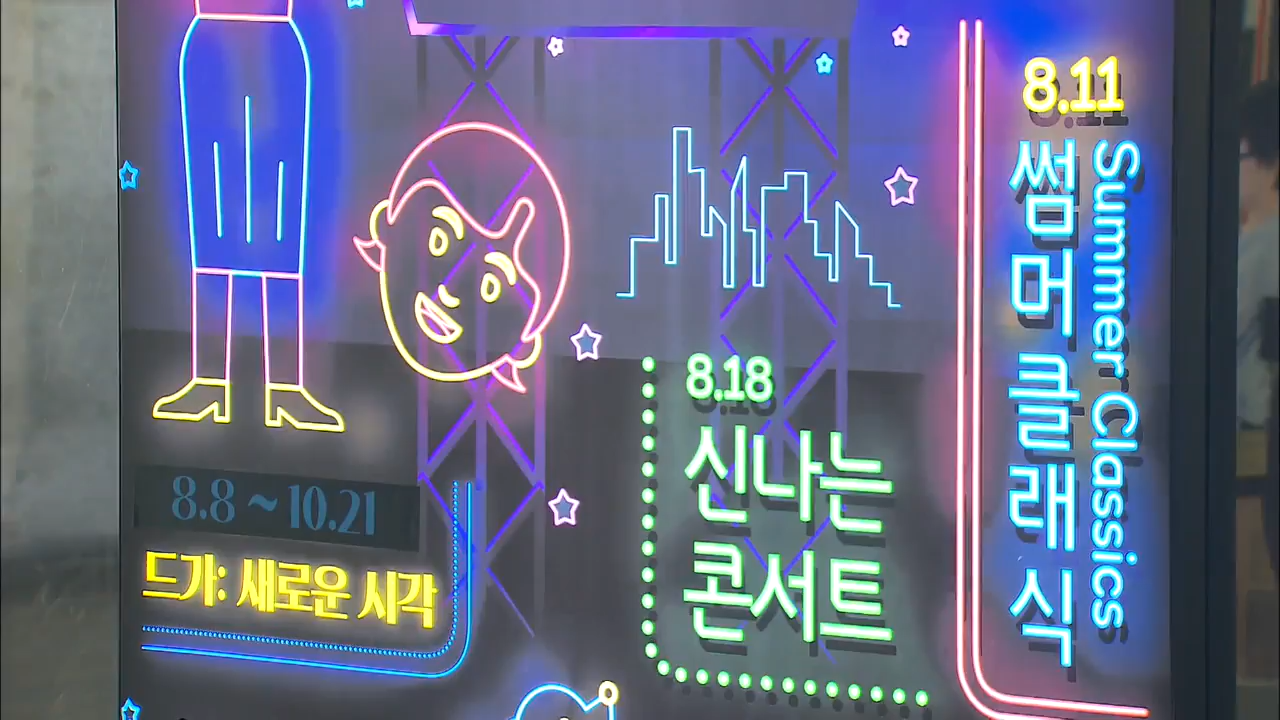 8.8 ~ 10.21
드가: 새로운 시각
8.18
신나는
콘서트
8.11
썸머 클래식
Summer Classics